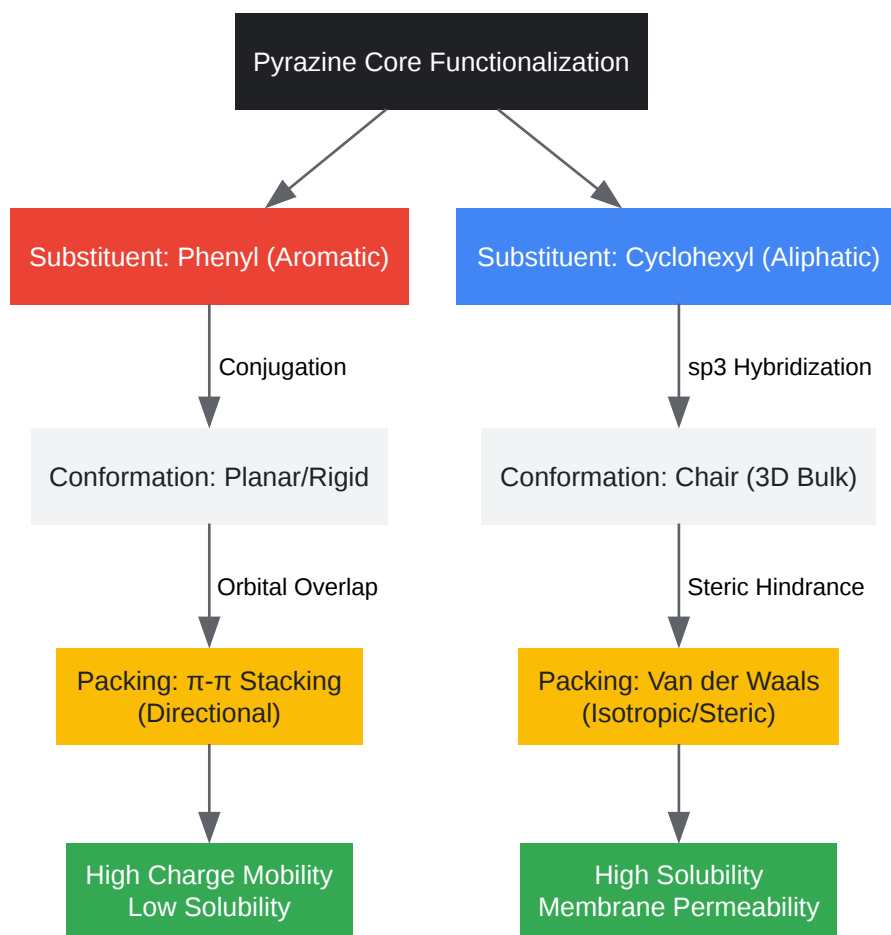 Pyrazine Core Functionalization
Substituent: Phenyl (Aromatic)
Substituent: Cyclohexyl (Aliphatic)
Conjugation
sp3 Hybridization
Conformation: Planar/Rigid
Conformation: Chair (3D Bulk)
Orbital Overlap
Steric Hindrance
Packing: π-π Stacking
(Directional)
Packing: Van der Waals
(Isotropic/Steric)
High Charge Mobility
Low Solubility
High Solubility
Membrane Permeability